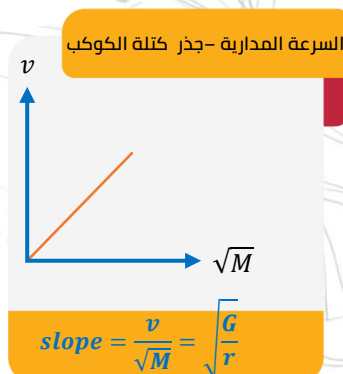 السرعة المدارية –جذر كتلة الكوكب
v
√M
slope = v/√M = √(G/r)